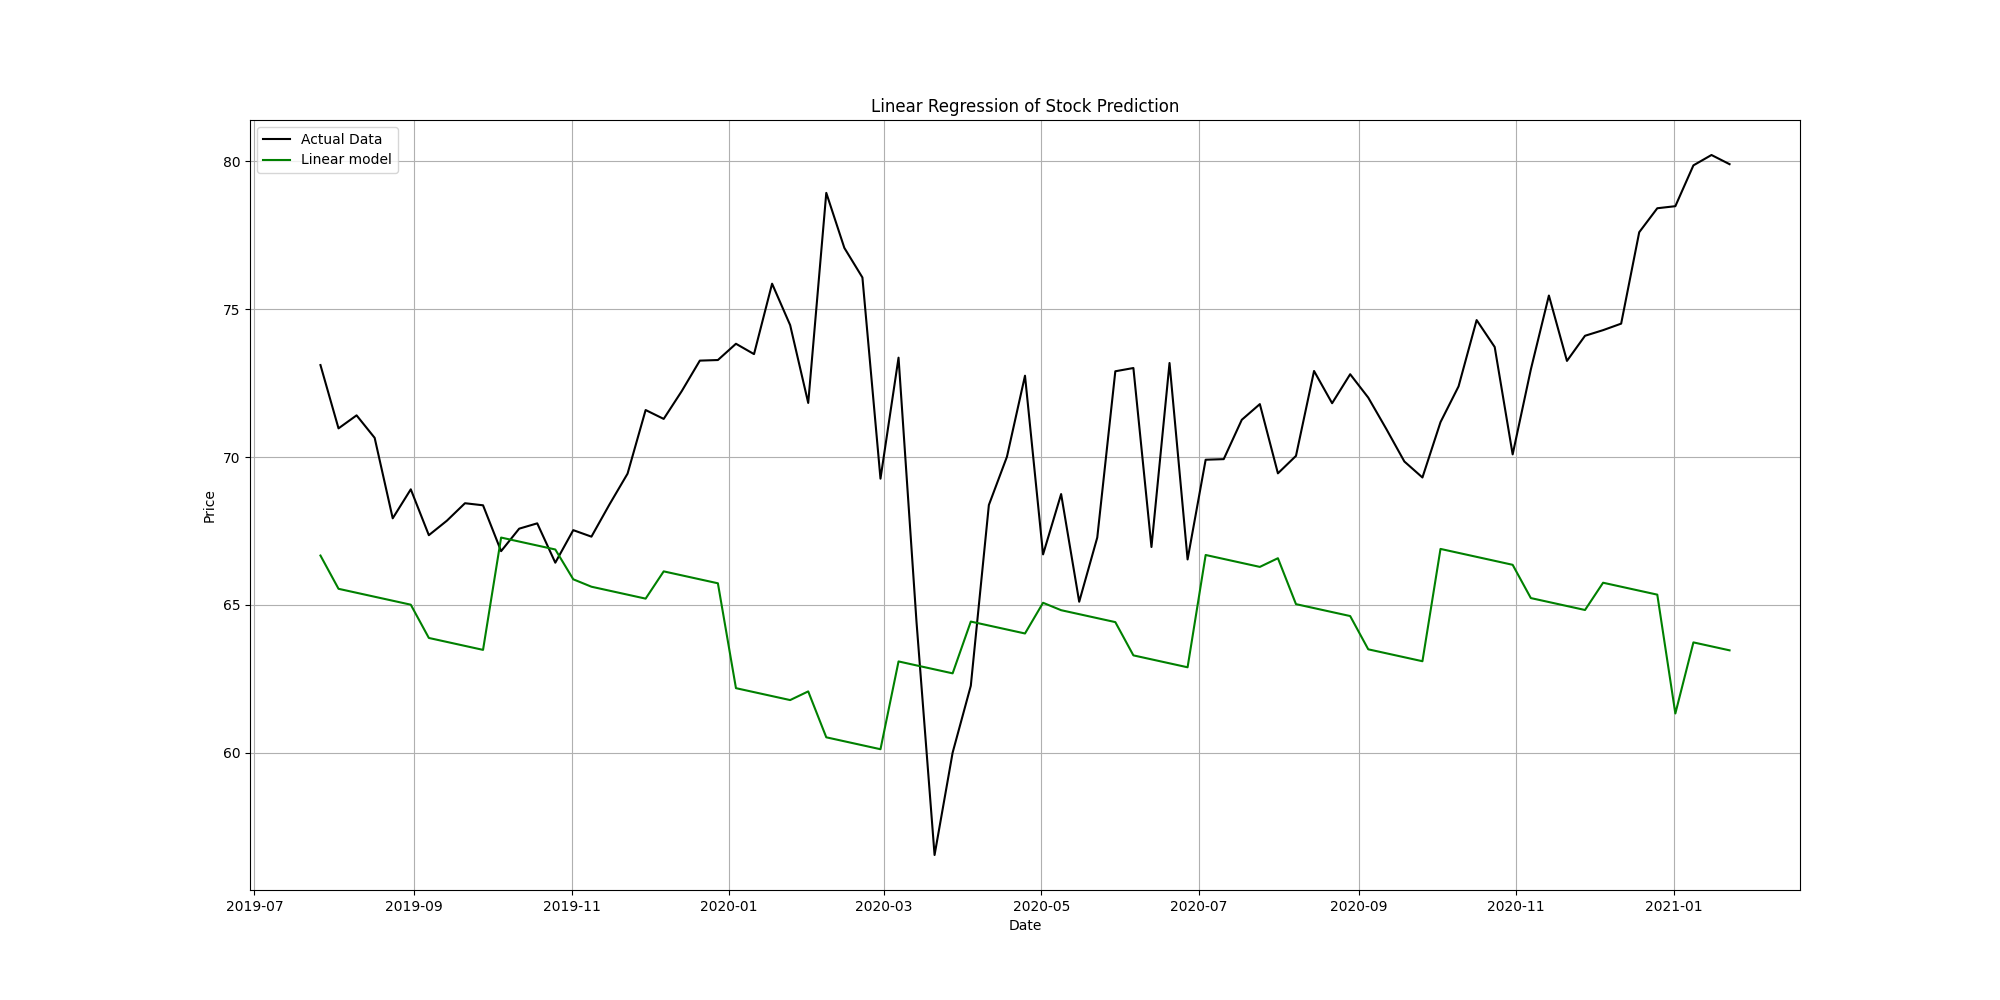 Linear Regression of Stock Prediction
Actual Data
Linear model
80
75
70
65
60
Price
2019-07 2019-09 2019-11 2020-01 2020-03 2020-05 2020-07 2020-09 2020-11 2021-01
Date